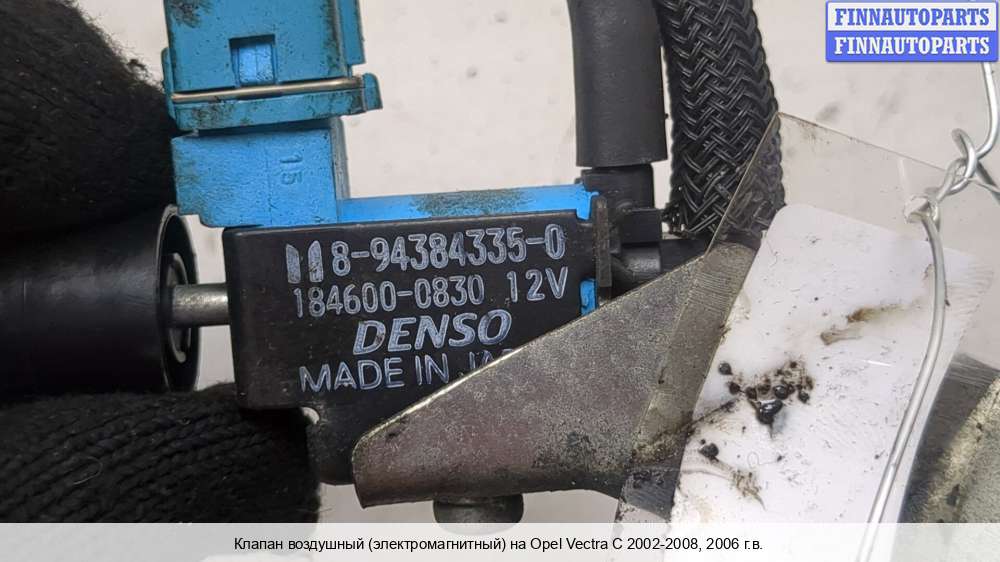 FINNAUTOPARTS
FINNAUTOPARTS
15
8-94384335-0
184600-0830 12V
DENSO
MADE IN
Клапан воздушный (электромагнитный) на Opel Vectra C 2002-2008, 2006 г.в.